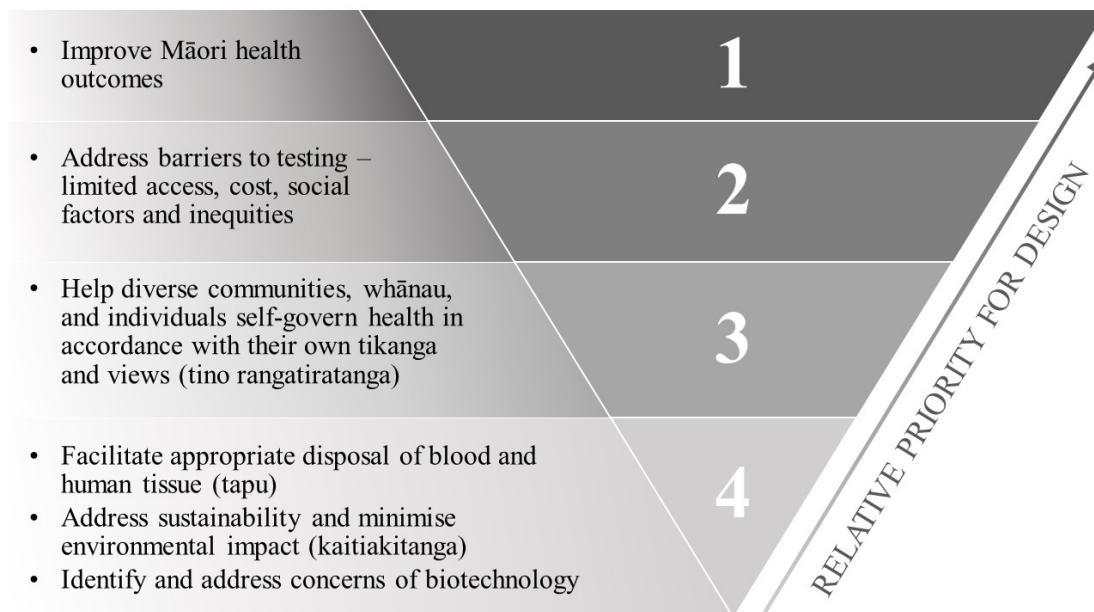 • Improve Māori health
outcomes
1
• Address barriers to testing –
limited access, cost, social
factors and inequities
2
• Help diverse communities, whānau,
and individuals self-govern health in
accordance with their own tikanga
and views (tino rangatiratanga)
3
• Facilitate appropriate disposal of blood and
human tissue (tapu)
• Address sustainability and minimise
environmental impact (kaitiakitanga)
• Identify and address concerns of biotechnology
4
RELATIVE PRIORITY FOR DESIGN